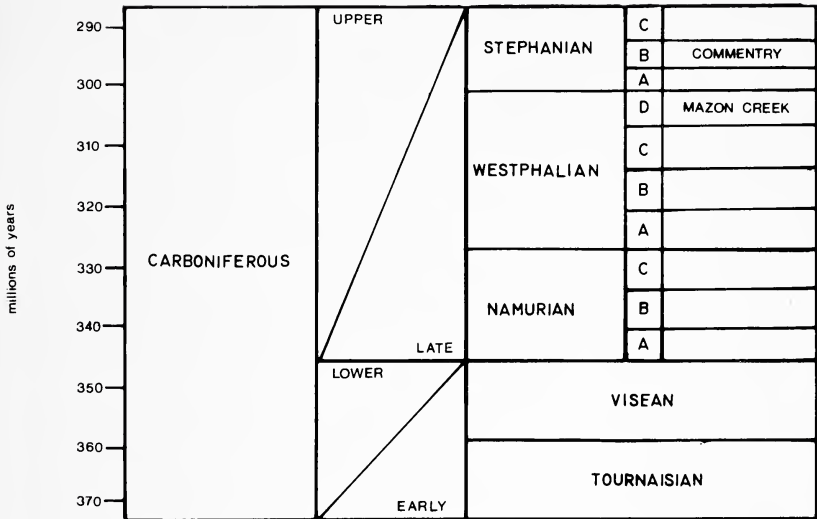 millions of years
290
300
310
320
330
340
350
360
370
CARBONIFEROUS
UPPER
LATE
LOWER
EARLY
STEPHANIAN
C
B COMMENTRY
A
WESTPHALIAN
D MAZON CREEK
C
B
A
NAMURIAN
C
B
A
VISEAN
TOURNAISIAN